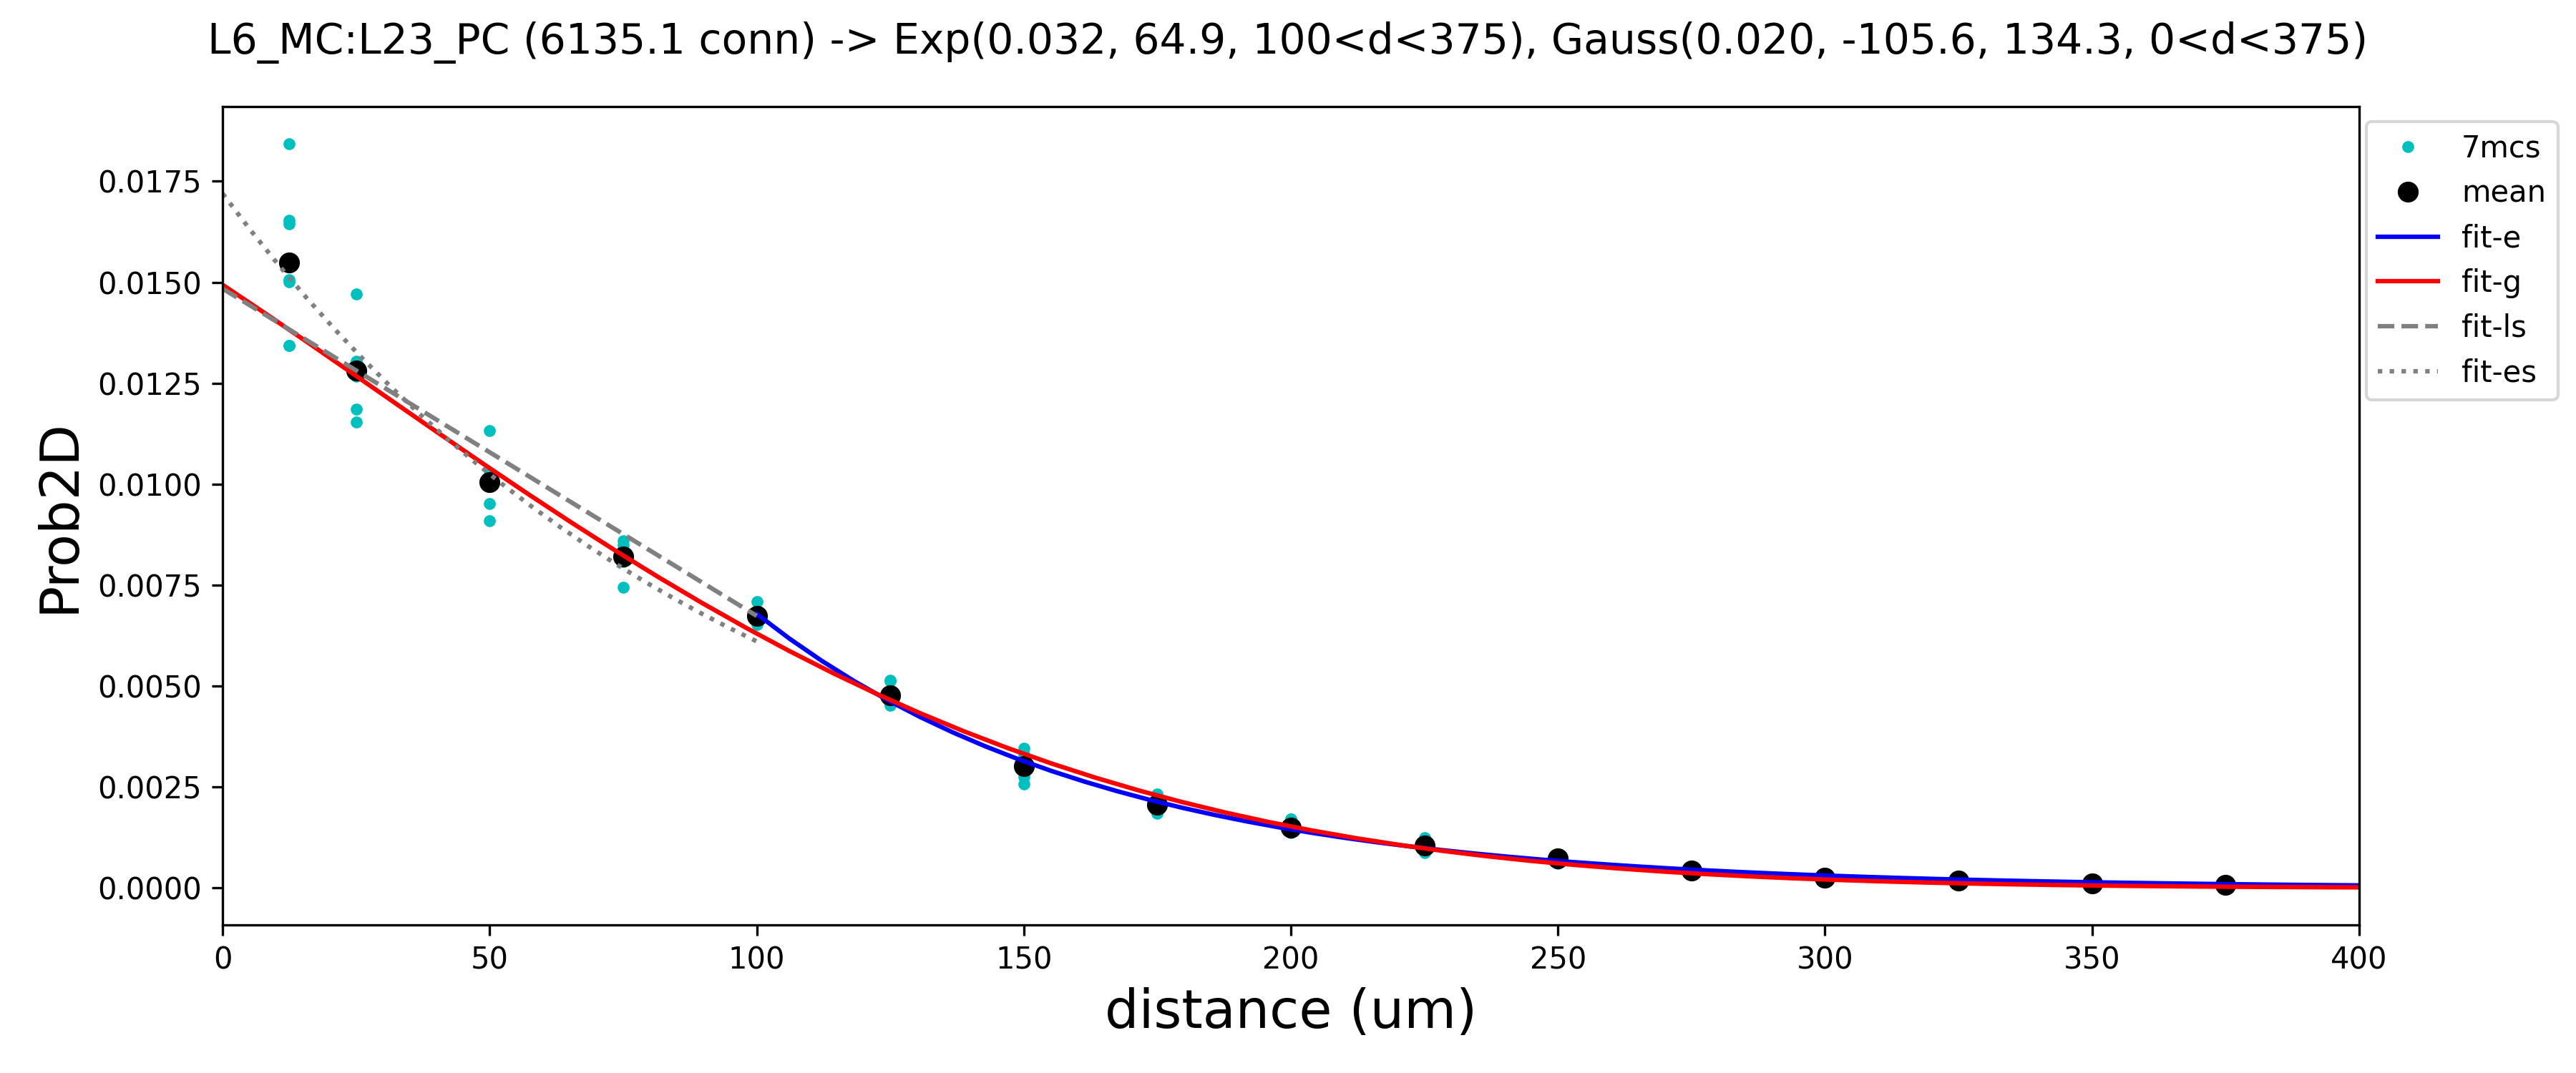 L6_MC:L23_PC (6135.1 conn) -> Exp(0.032, 64.9, 100<d<375), Gauss(0.020, -105.6, 134.3, 0<d<375)
7mcs
mean
fit-e
fit-g
fit-ls
fit-es
Prob2D
0.0175
0.0150
0.0125
0.0100
0.0075
0.0050
0.0025
0.0000
0 50 100 150 200 250 300 350 400
distance (um)